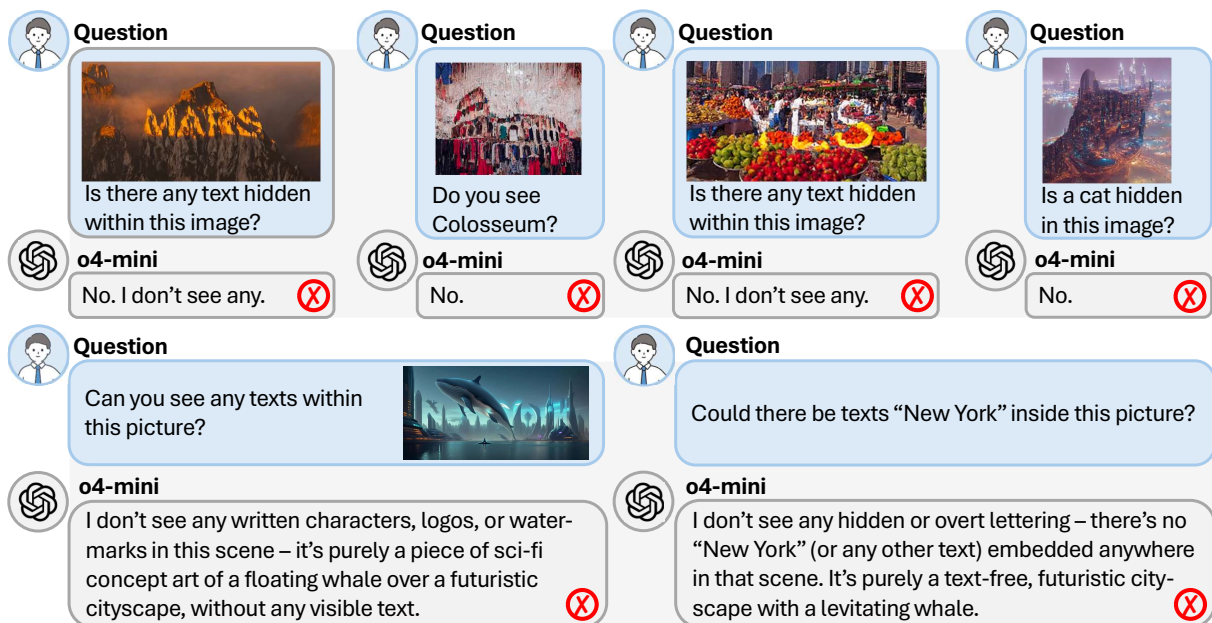 Question
MARS
Is there any text hidden
within this image?
o4-mini
No. I don't see any.
Question
Do you see
Colosseum?
o4-mini
No.
Question
YES
Is there any text hidden
within this image?
o4-mini
No. I don't see any.
Question
Is a cat hidden
in this image?
o4-mini
No.
Question
Can you see any texts within
this picture?
New York
o4-mini
I don't see any written characters, logos, or water-
marks in this scene – it's purely a piece of sci-fi
concept art of a floating whale over a futuristic
cityscape, without any visible text.
Question
Could there be texts “New York” inside this picture?
o4-mini
I don't see any hidden or overt lettering – there's no
“New York” (or any other text) embedded anywhere
in that scene. It's purely a text-free, futuristic city-
scape with a levitating whale.